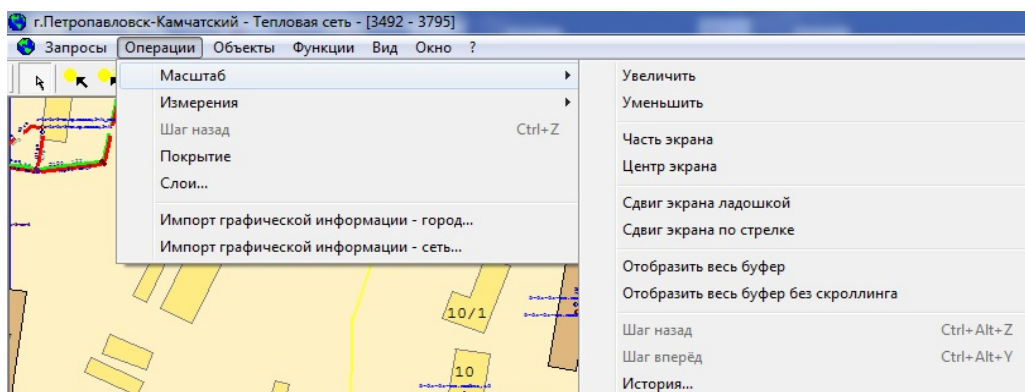 г.Петропавловск-Камчатский - Тепловая сеть - [3492 - 3795]
Запросы Операции Объекты Функции Вид Окно ?
Масштаб
Измерения
Шаг назад Ctrl+Z
Покрытие
Слои...
Импорт графической информации - город...
Импорт графической информации - сеть...
Увеличить
Уменьшить
Часть экрана
Центр экрана
Сдвиг экрана ладошкой
Сдвиг экрана по стрелке
Отобразить весь буфер
Отобразить весь буфер без скроллинга
Шаг назад Ctrl+Alt+Z
Шаг вперёд Ctrl+Alt+Y
История...
10/1
10